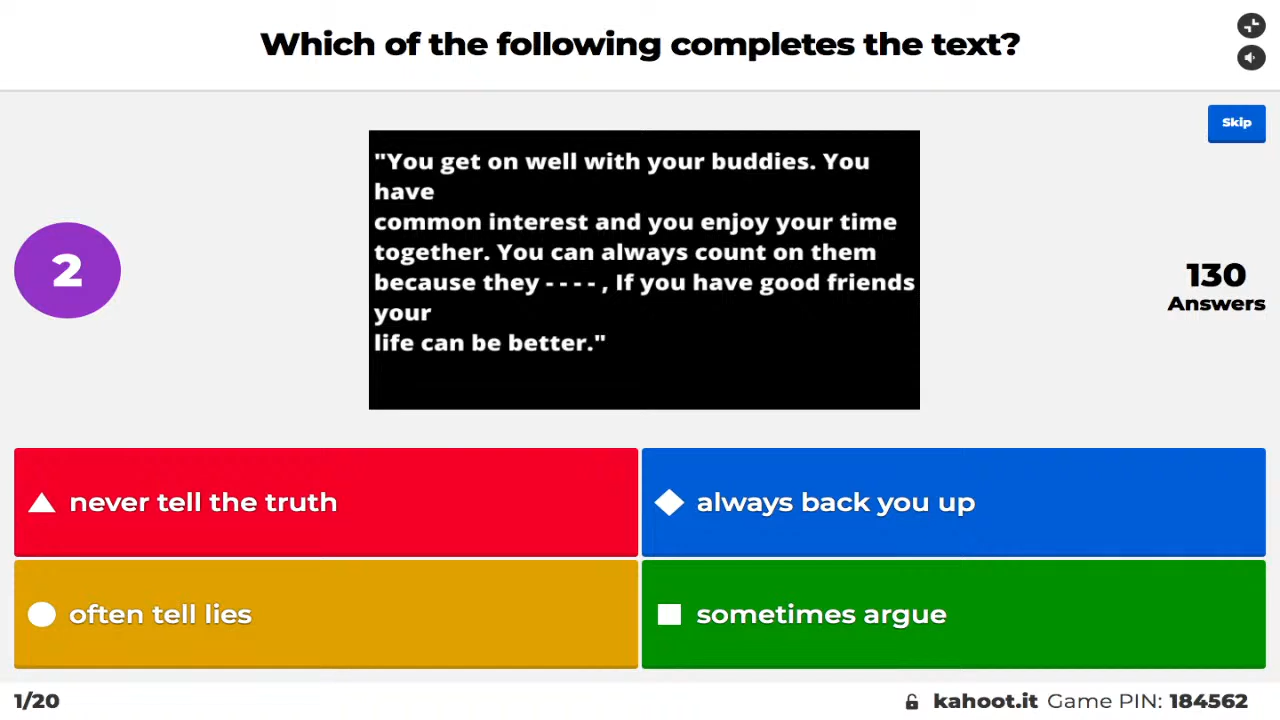 Which of the following completes the text?
Skip
"You get on well with your buddies. You
have
common interest and you enjoy your time
together. You can always count on them
because they - - - - , If you have good friends
your
life can be better."
2
130
Answers
never tell the truth
always back you up
often tell lies
sometimes argue
1/20
kahoot.it Game PIN: 184562